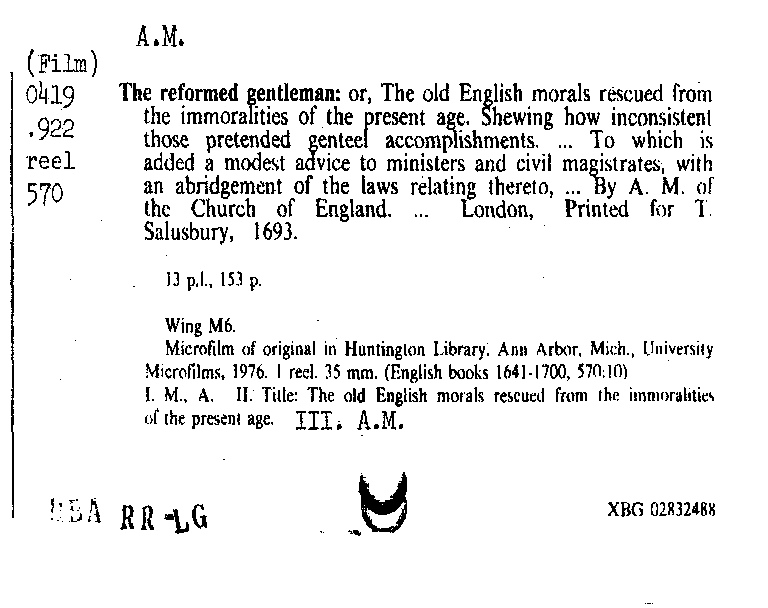 A.M.
(Film)
0419
.922
reel
570
The reformed gentleman: or, The old English morals rescued from
the immoralities of the present age. Shewing how inconsistent
those pretended genteel accomplishments. ... To which is
added a modest advice to ministers and civil magistrates, with
an abridgement of the laws relating thereto, ... By A. M. of
the Church of England. ... London, Printed for T.
Salusbury, 1693.
13 p.l., 153 p.
Wing M6.
Microfilm of original in Huntington Library. Ann Arbor, Mich., University
Microfilms, 1976. 1 reel. 35 mm. (English books 1641-1700, 570:10)
I. M., A. II. Title: The old English morals rescued from the immoralities
of the present age. III. A.M.
RR-LG
XBG 02832488